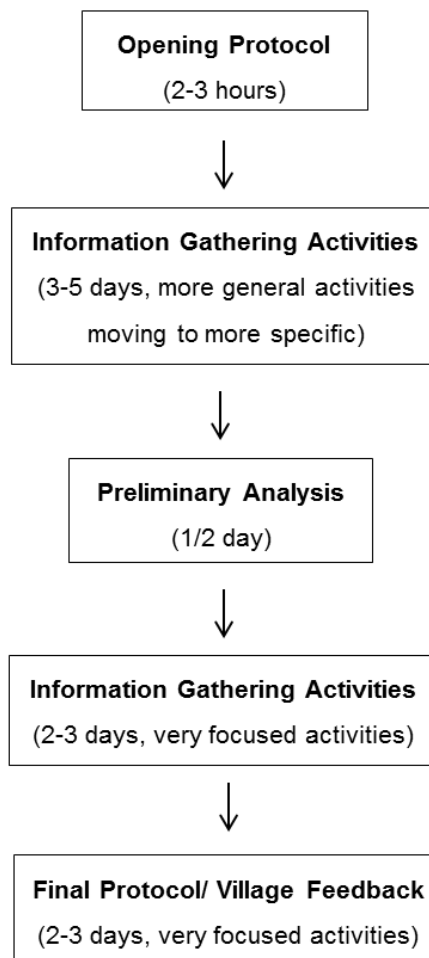 Opening Protocol
(2-3 hours)
Information Gathering Activities
(3-5 days, more general activities
moving to more specific)
Preliminary Analysis
(1/2 day)
Information Gathering Activities
(2-3 days, very focused activities)
Final Protocol/ Village Feedback
(2-3 days, very focused activities)